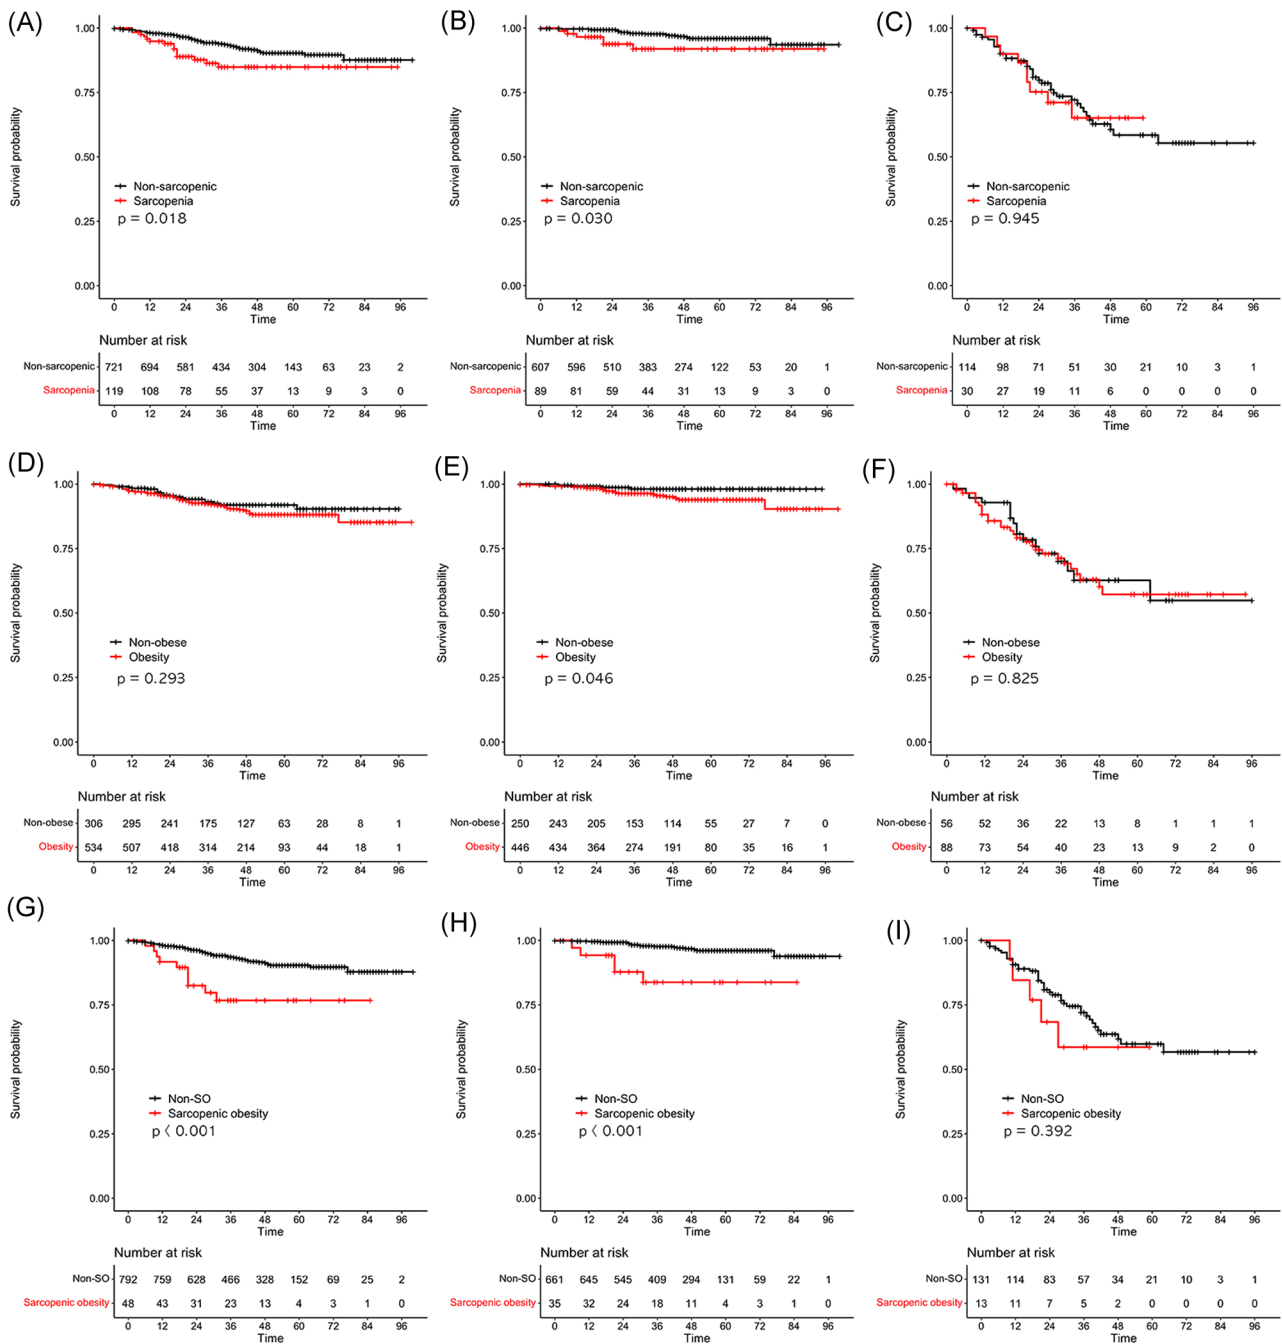 (A)
1.00
0.75
0.50
0.25
0.00
Survival probability
Non-sarcopenic
Sarcopenia
p = 0.018
0 12 24 36 48 60 72 84 96
Time
Number at risk
Non-sarcopenic 721 694 581 434 304 143 63 23 2
Sarcopenia 119 108 78 55 37 13 9 3 0
0 12 24 36 48 60 72 84 96
Time
(B)
1.00
0.75
0.50
0.25
0.00
Survival probability
Non-sarcopenic
Sarcopenia
p = 0.030
0 12 24 36 48 60 72 84 96
Time
Number at risk
Non-sarcopenic 607 596 510 383 274 122 53 20 1
Sarcopenia 89 81 59 44 31 13 9 3 0
0 12 24 36 48 60 72 84 96
Time
(C)
1.00
0.75
0.50
0.25
0.00
Survival probability
Non-sarcopenic
Sarcopenia
p = 0.945
0 12 24 36 48 60 72 84 96
Time
Number at risk
Non-sarcopenic 114 98 71 51 30 21 10 3 1
Sarcopenia 30 27 19 11 6 0 0 0 0
0 12 24 36 48 60 72 84 96
Time
(D)
1.00
0.75
0.50
0.25
0.00
Survival probability
Non-obese
Obesity
p = 0.293
0 12 24 36 48 60 72 84 96
Time
Number at risk
Non-obese 306 295 241 175 127 63 28 8 1
Obesity 534 507 418 314 214 93 44 18 1
0 12 24 36 48 60 72 84 96
Time
(E)
1.00
0.75
0.50
0.25
0.00
Survival probability
Non-obese
Obesity
p = 0.046
0 12 24 36 48 60 72 84 96
Time
Number at risk
Non-obese 250 243 205 153 114 55 27 7 0
Obesity 446 434 364 274 191 80 35 16 1
0 12 24 36 48 60 72 84 96
Time
(F)
1.00
0.75
0.50
0.25
0.00
Survival probability
Non-obese
Obesity
p = 0.825
0 12 24 36 48 60 72 84 96
Time
Number at risk
Non-obese 56 52 36 22 13 8 1 1 1
Obesity 88 73 54 40 23 13 9 2 0
0 12 24 36 48 60 72 84 96
Time
(G)
1.00
0.75
0.50
0.25
0.00
Survival probability
Non-SO
Sarcopenic obesity
p < 0.001
0 12 24 36 48 60 72 84 96
Time
Number at risk
Non-SO 792 759 628 466 328 152 69 25 2
Sarcopenic obesity 48 43 31 23 13 4 3 1 0
0 12 24 36 48 60 72 84 96
Time
(H)
1.00
0.75
0.50
0.25
0.00
Survival probability
Non-SO
Sarcopenic obesity
p < 0.001
0 12 24 36 48 60 72 84 96
Time
Number at risk
Non-SO 661 645 545 409 294 131 59 22 1
Sarcopenic obesity 35 32 24 18 11 4 3 1 0
0 12 24 36 48 60 72 84 96
Time
(I)
1.00
0.75
0.50
0.25
0.00
Survival probability
Non-SO
Sarcopenic obesity
p = 0.392
0 12 24 36 48 60 72 84 96
Time
Number at risk
Non-SO 131 114 83 57 34 21 10 3 1
Sarcopenic obesity 13 11 7 5 2 0 0 0 0
0 12 24 36 48 60 72 84 96
Time